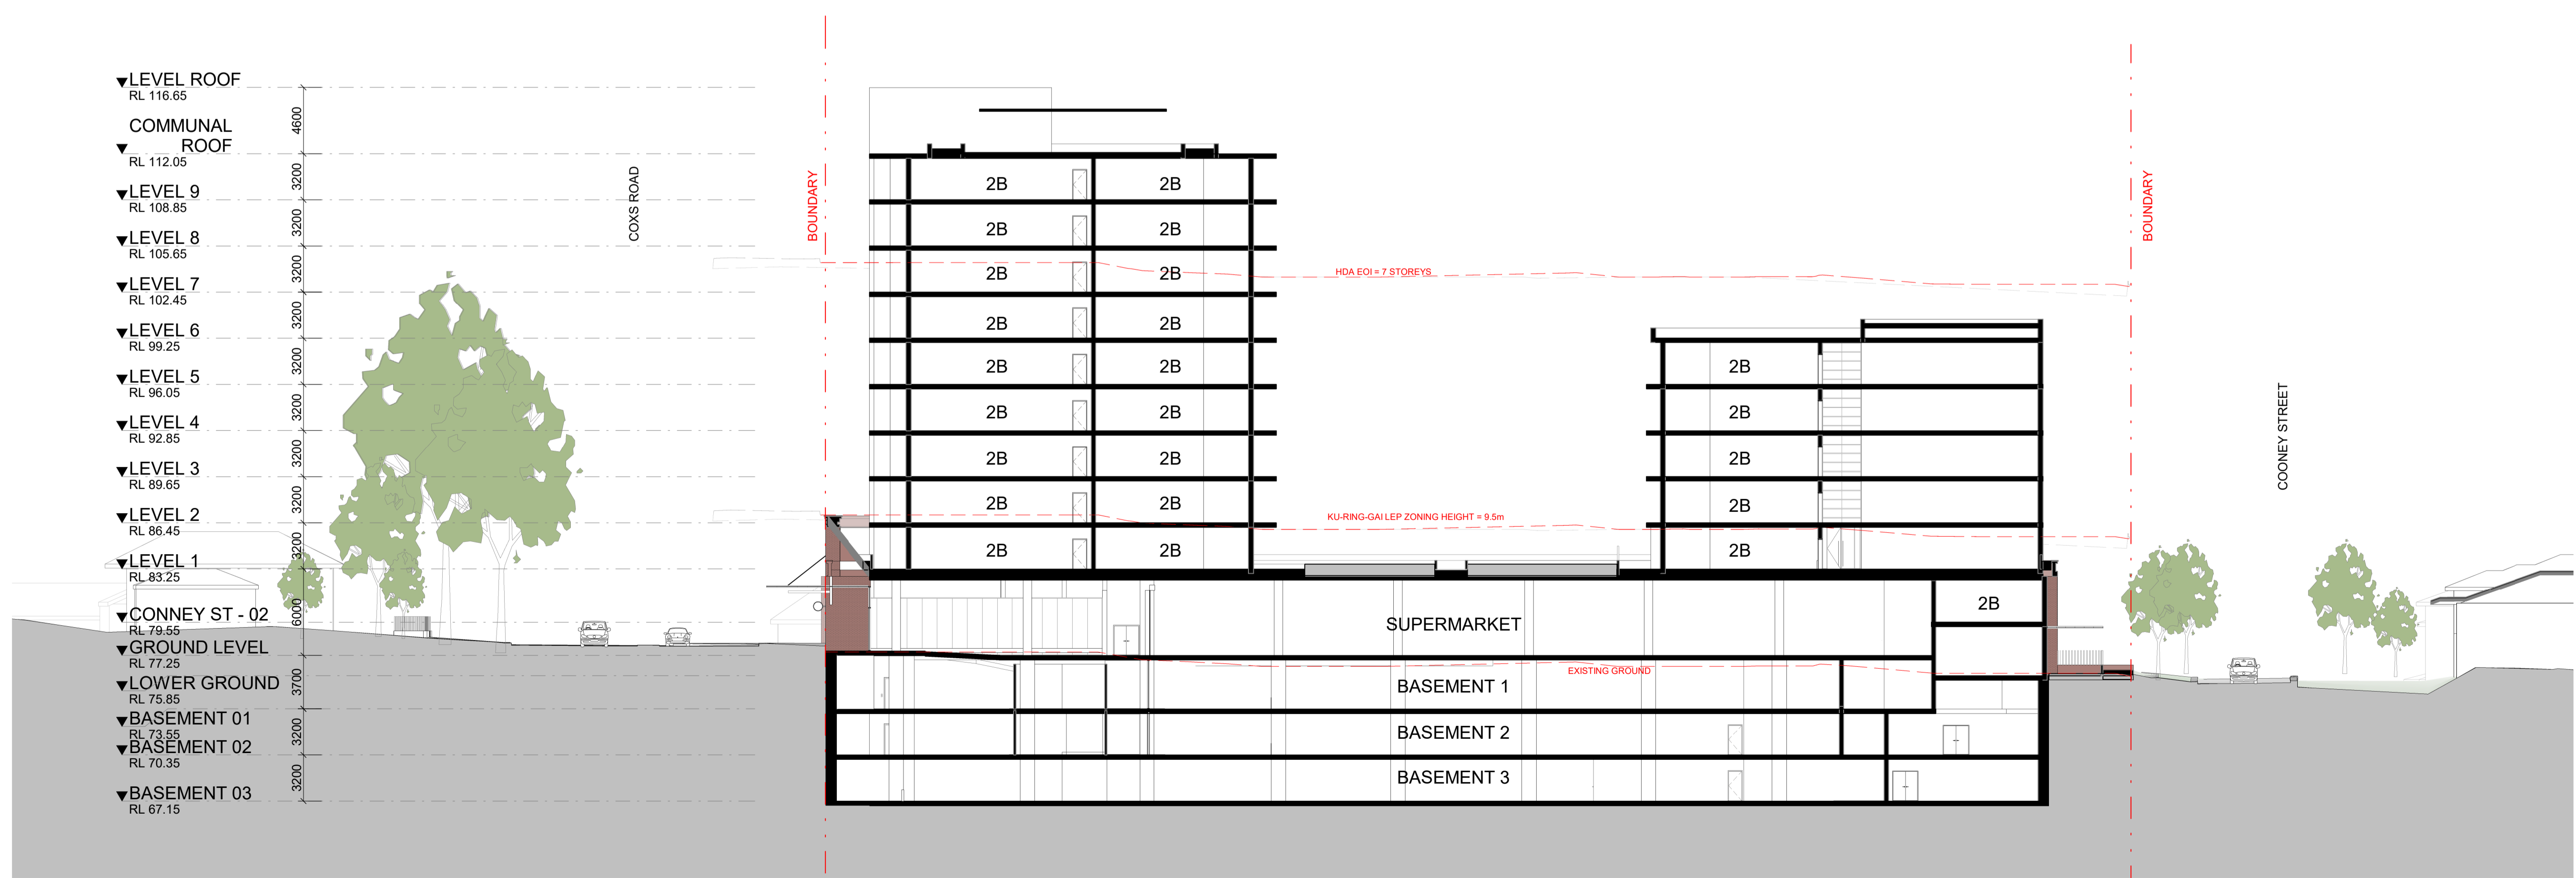 LEVEL ROOF
RL 116.65
COMMUNAL
ROOF
RL 112.05
LEVEL 9
RL 108.85
LEVEL 8
RL 105.65
LEVEL 7
RL 102.45
LEVEL 6
RL 99.25
LEVEL 5
RL 96.05
LEVEL 4
RL 92.85
LEVEL 3
RL 89.65
LEVEL 2
RL 86.45
LEVEL 1
RL 83.25
CONNEY ST - 02
RL 79.55
GROUND LEVEL
RL 77.25
LOWER GROUND
RL 75.85
BASEMENT 01
RL 73.55
BASEMENT 02
RL 70.35
BASEMENT 03
RL 67.15
4600
3200
3200
3200
3200
3200
3200
3200
3200
3200
6000
3700
3200
3200
COXS ROAD
BOUNDARY
2B 2B
2B 2B
2B 2B
2B 2B
2B 2B
2B 2B
2B 2B
2B 2B
2B 2B
HDA EOI = 7 STOREYS
KU-RING-GAI LEP ZONING HEIGHT = 9.5m
2B
2B
2B
2B
2B
2B
SUPERMARKET
EXISTING GROUND
BASEMENT 1
BASEMENT 2
BASEMENT 3
BOUNDARY
COONEY STREET